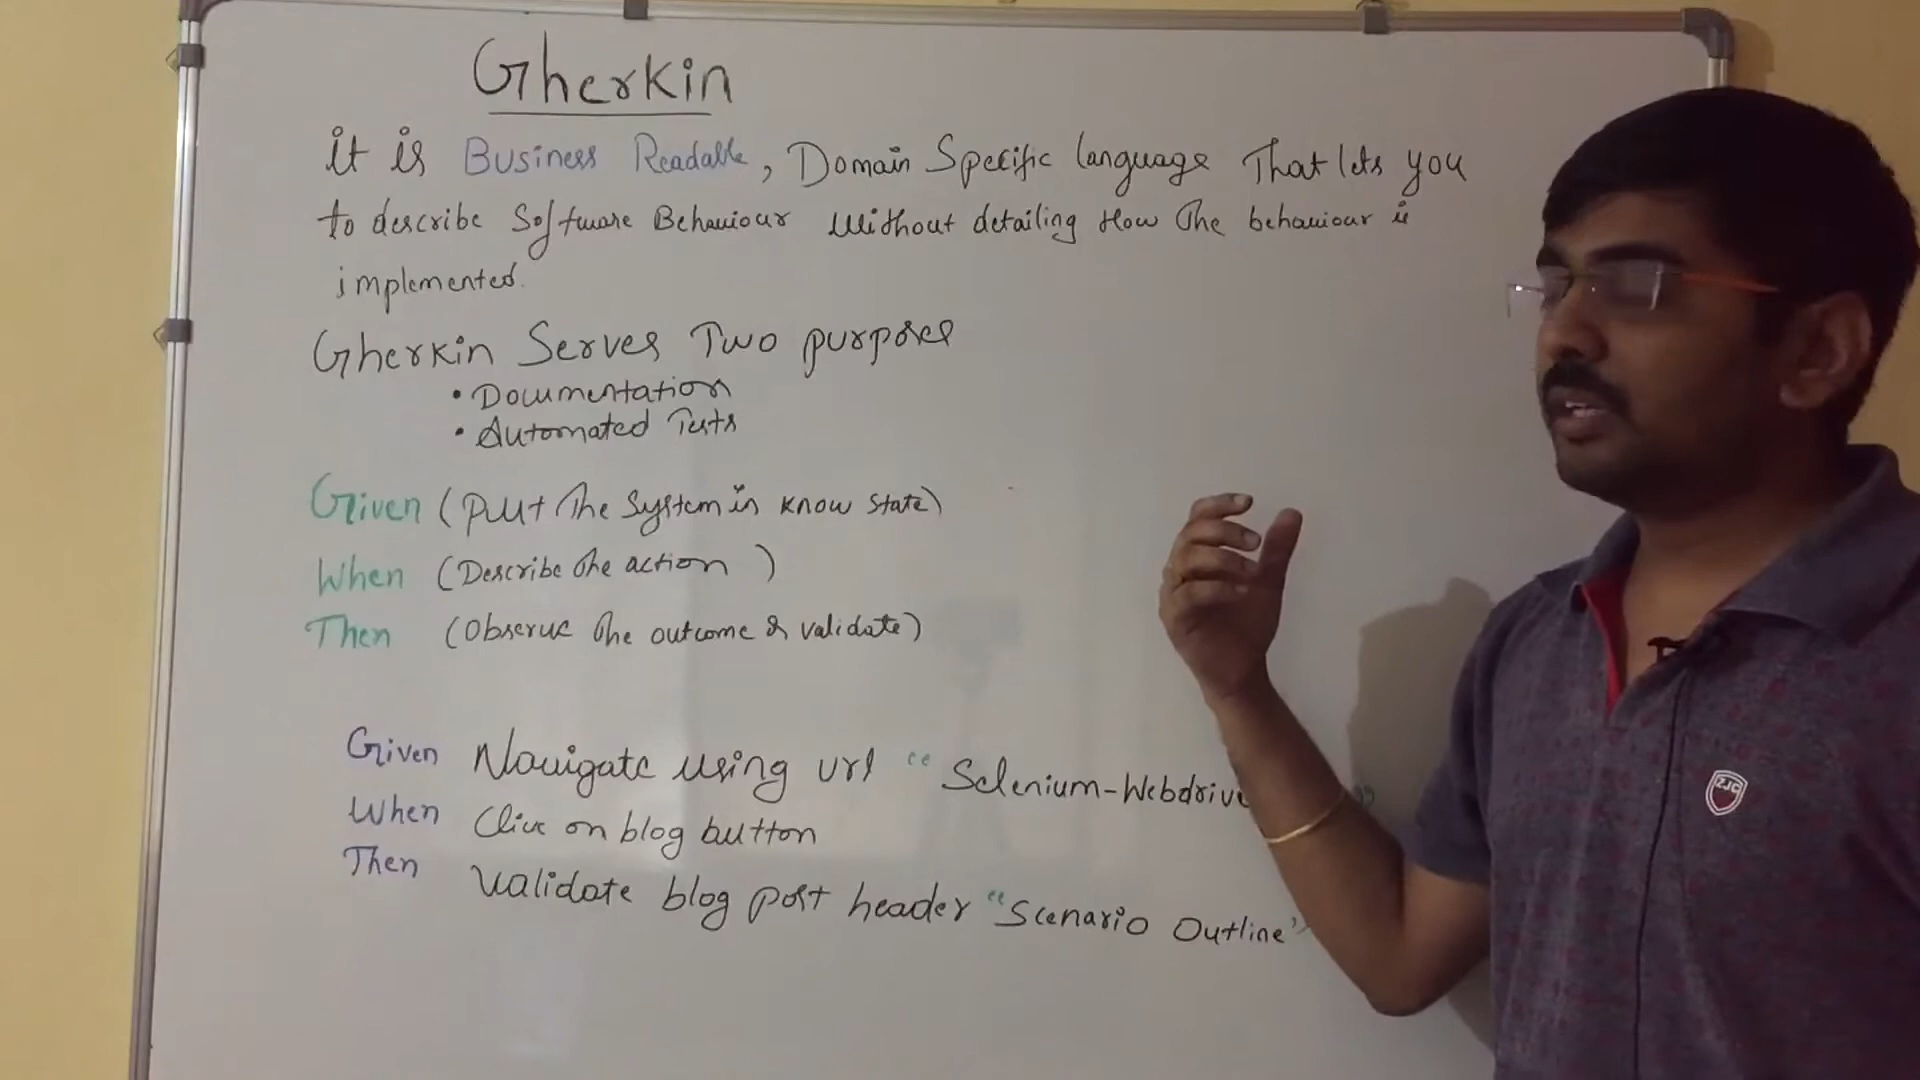 Gherkin
it is Business Readable, Domain Specific language That lets you
to describe Software Behaviour without detailing How The behaviour is
implemented.
Gherkin Serves Two purposes
• Documentation
• Automated Tests
Given (Put The System in know state)
When (Describe The action )
Then (Observe The outcome & validate)
Given Navigate using url "Selenium-Webdrive
When Click on blog button
Then Validate blog post header "Scenario Outline"
ZJC